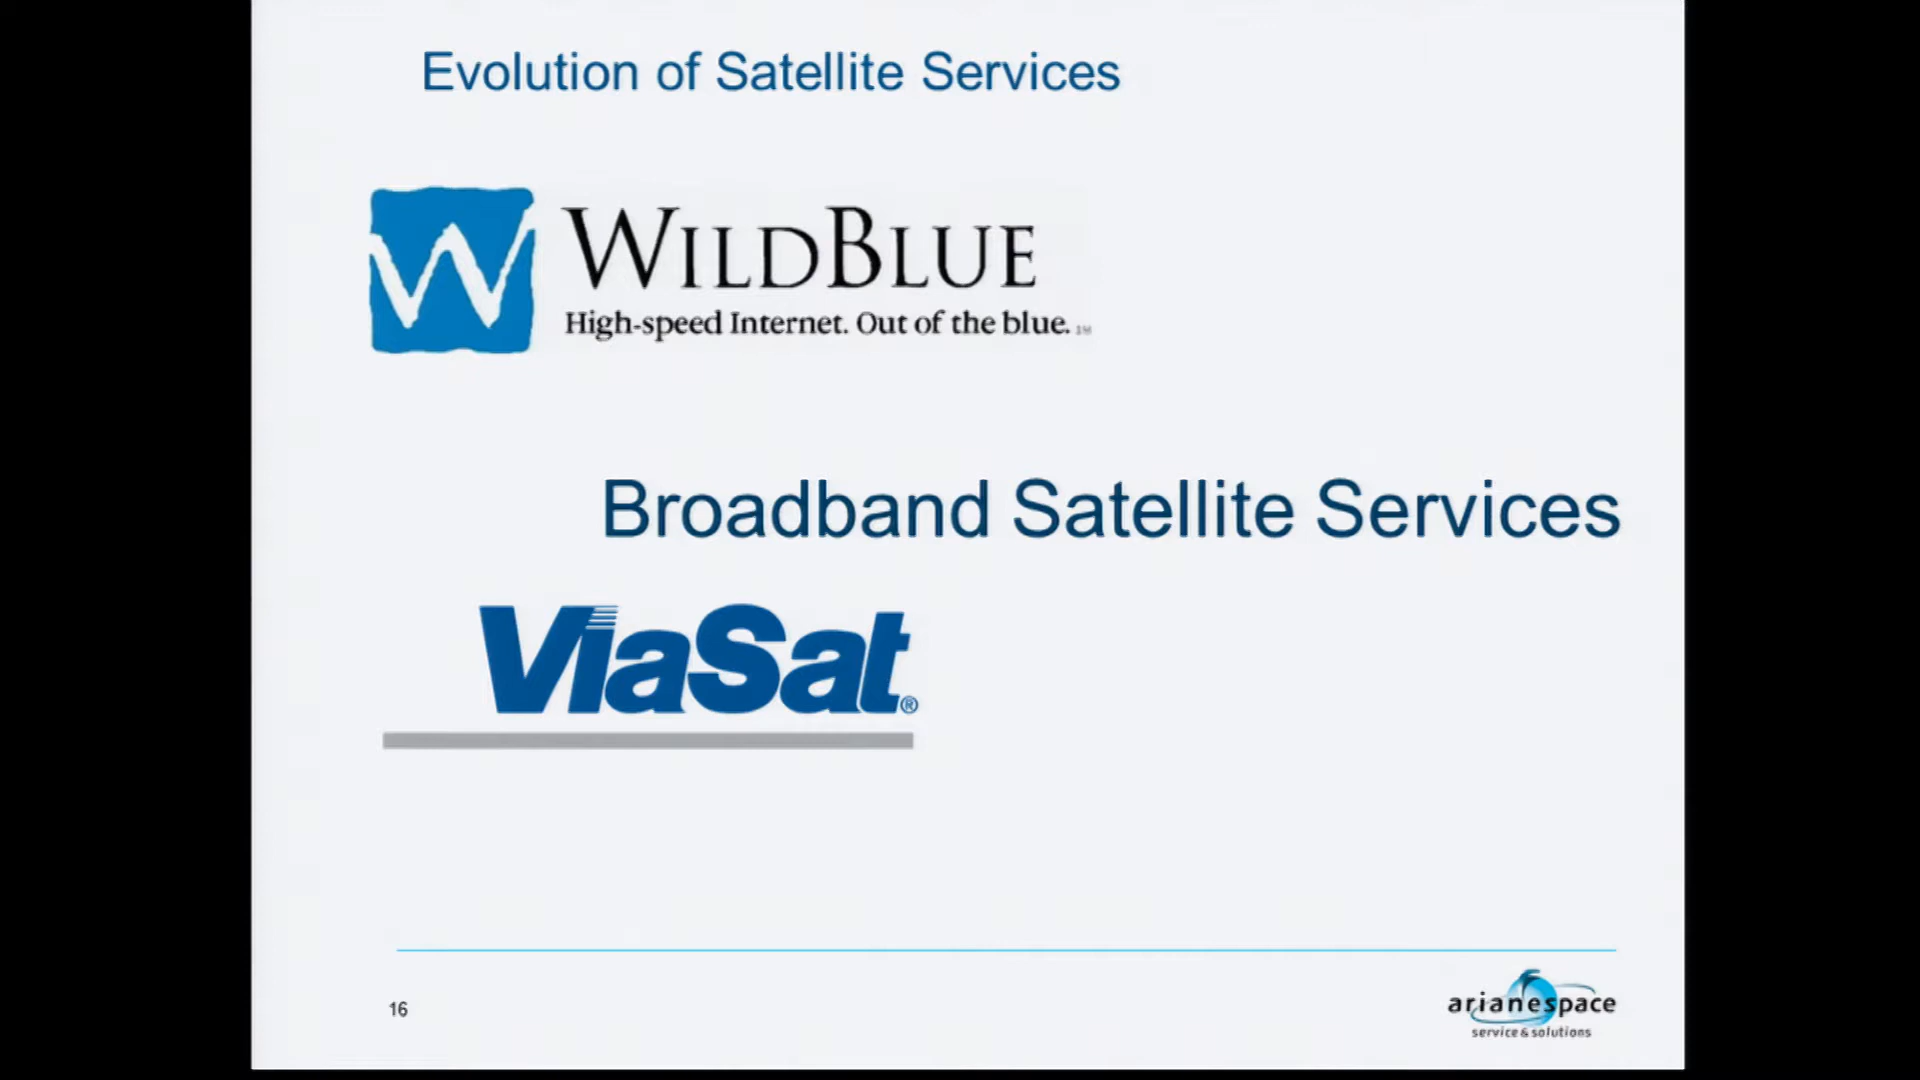 Evolution of Satellite Services
WILDBLUE
High-speed Internet. Out of the blue.
Broadband Satellite Services
ViaSat®
16
arianespace
service & solutions